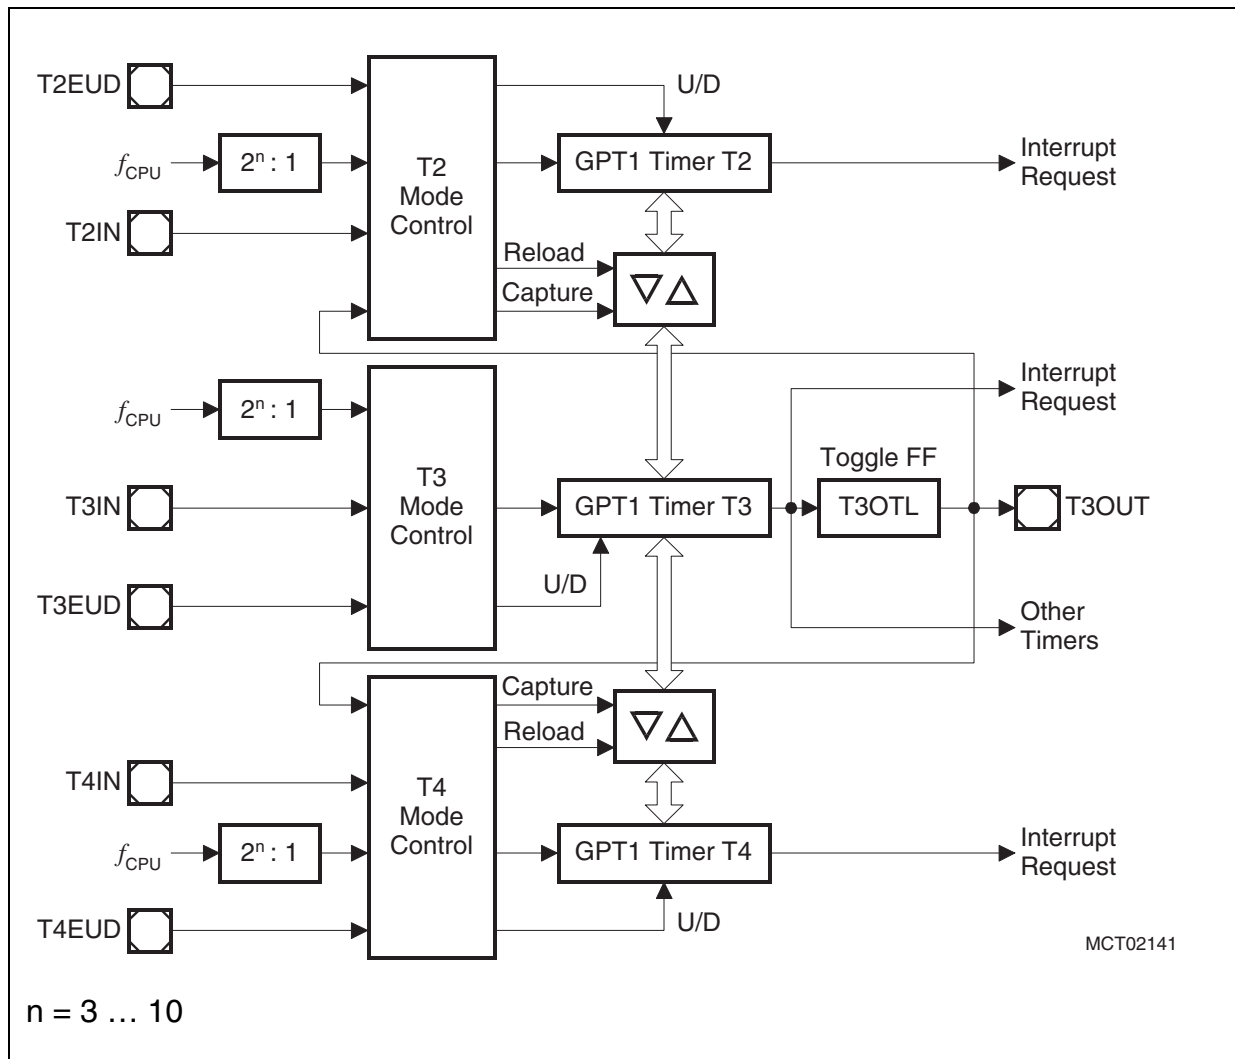 T2EUD
U/D
fCPU
2ⁿ : 1
T2
Mode
Control
GPT1 Timer T2
Interrupt
Request
T2IN
Reload
Capture
fCPU
2ⁿ : 1
Interrupt
Request
T3
Mode
Control
Toggle FF
T3IN
GPT1 Timer T3
T3OTL
T3OUT
U/D
T3EUD
Other
Timers
Capture
Reload
T4IN
T4
Mode
Control
fCPU
2ⁿ : 1
GPT1 Timer T4
Interrupt
Request
T4EUD
U/D
MCT02141
n = 3 … 10